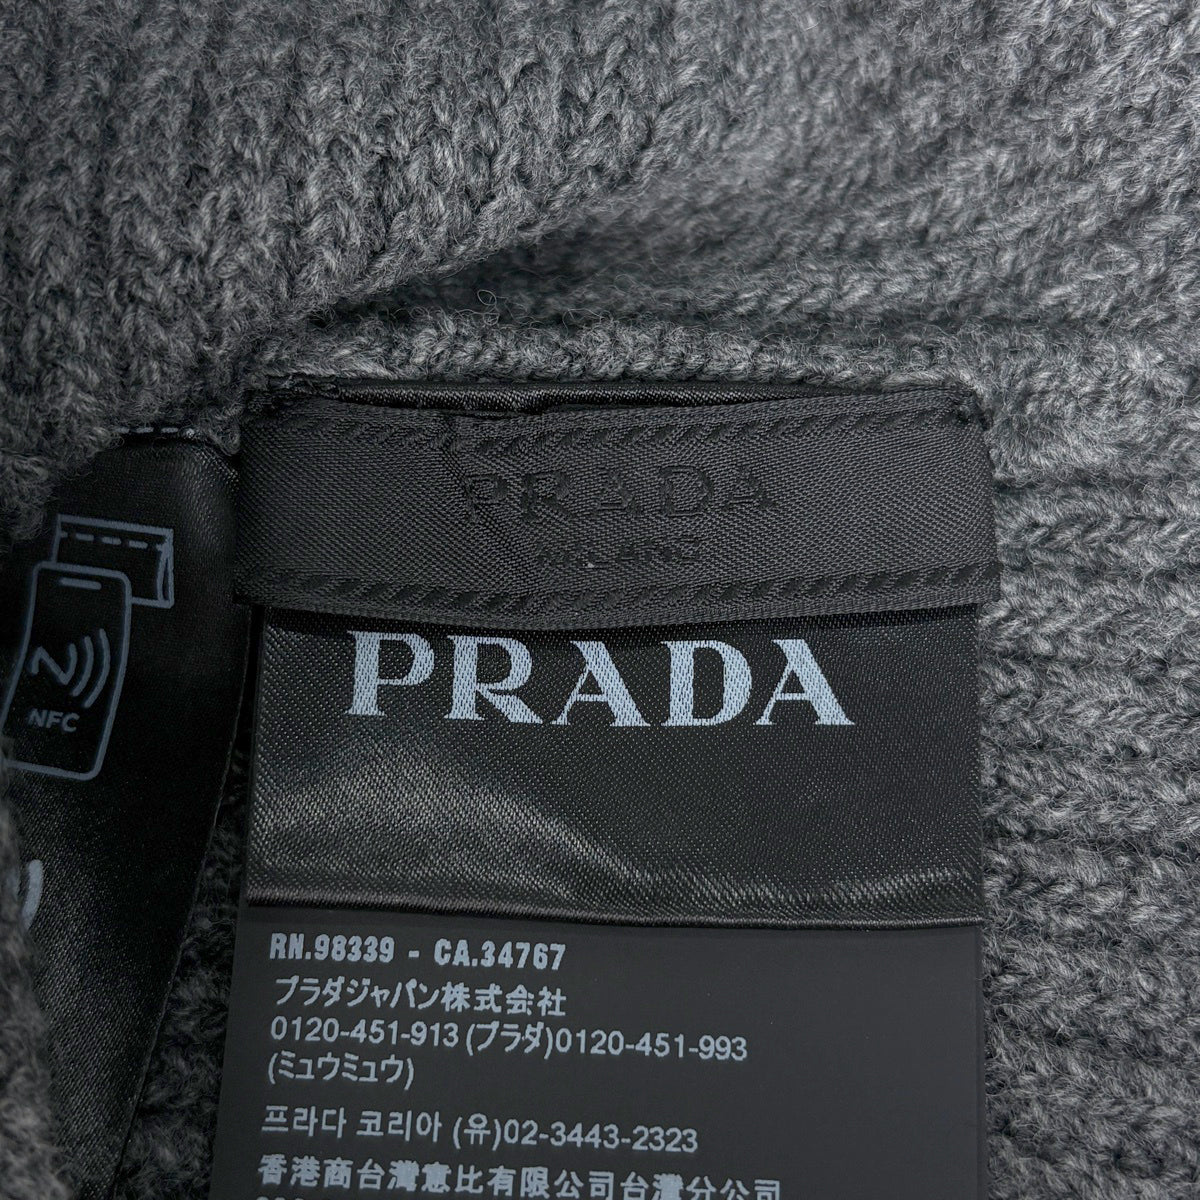 PRADA
MILANO
PRADA
NFC
RN.98339 - CA.34767
プラダジャパン株式会社
0120-451-913 (プラダ)0120-451-993
(ミュウミュウ)
프라다 코리아 (유)02-3443-2323
香港商台灣恵比有限公司台灣分公司